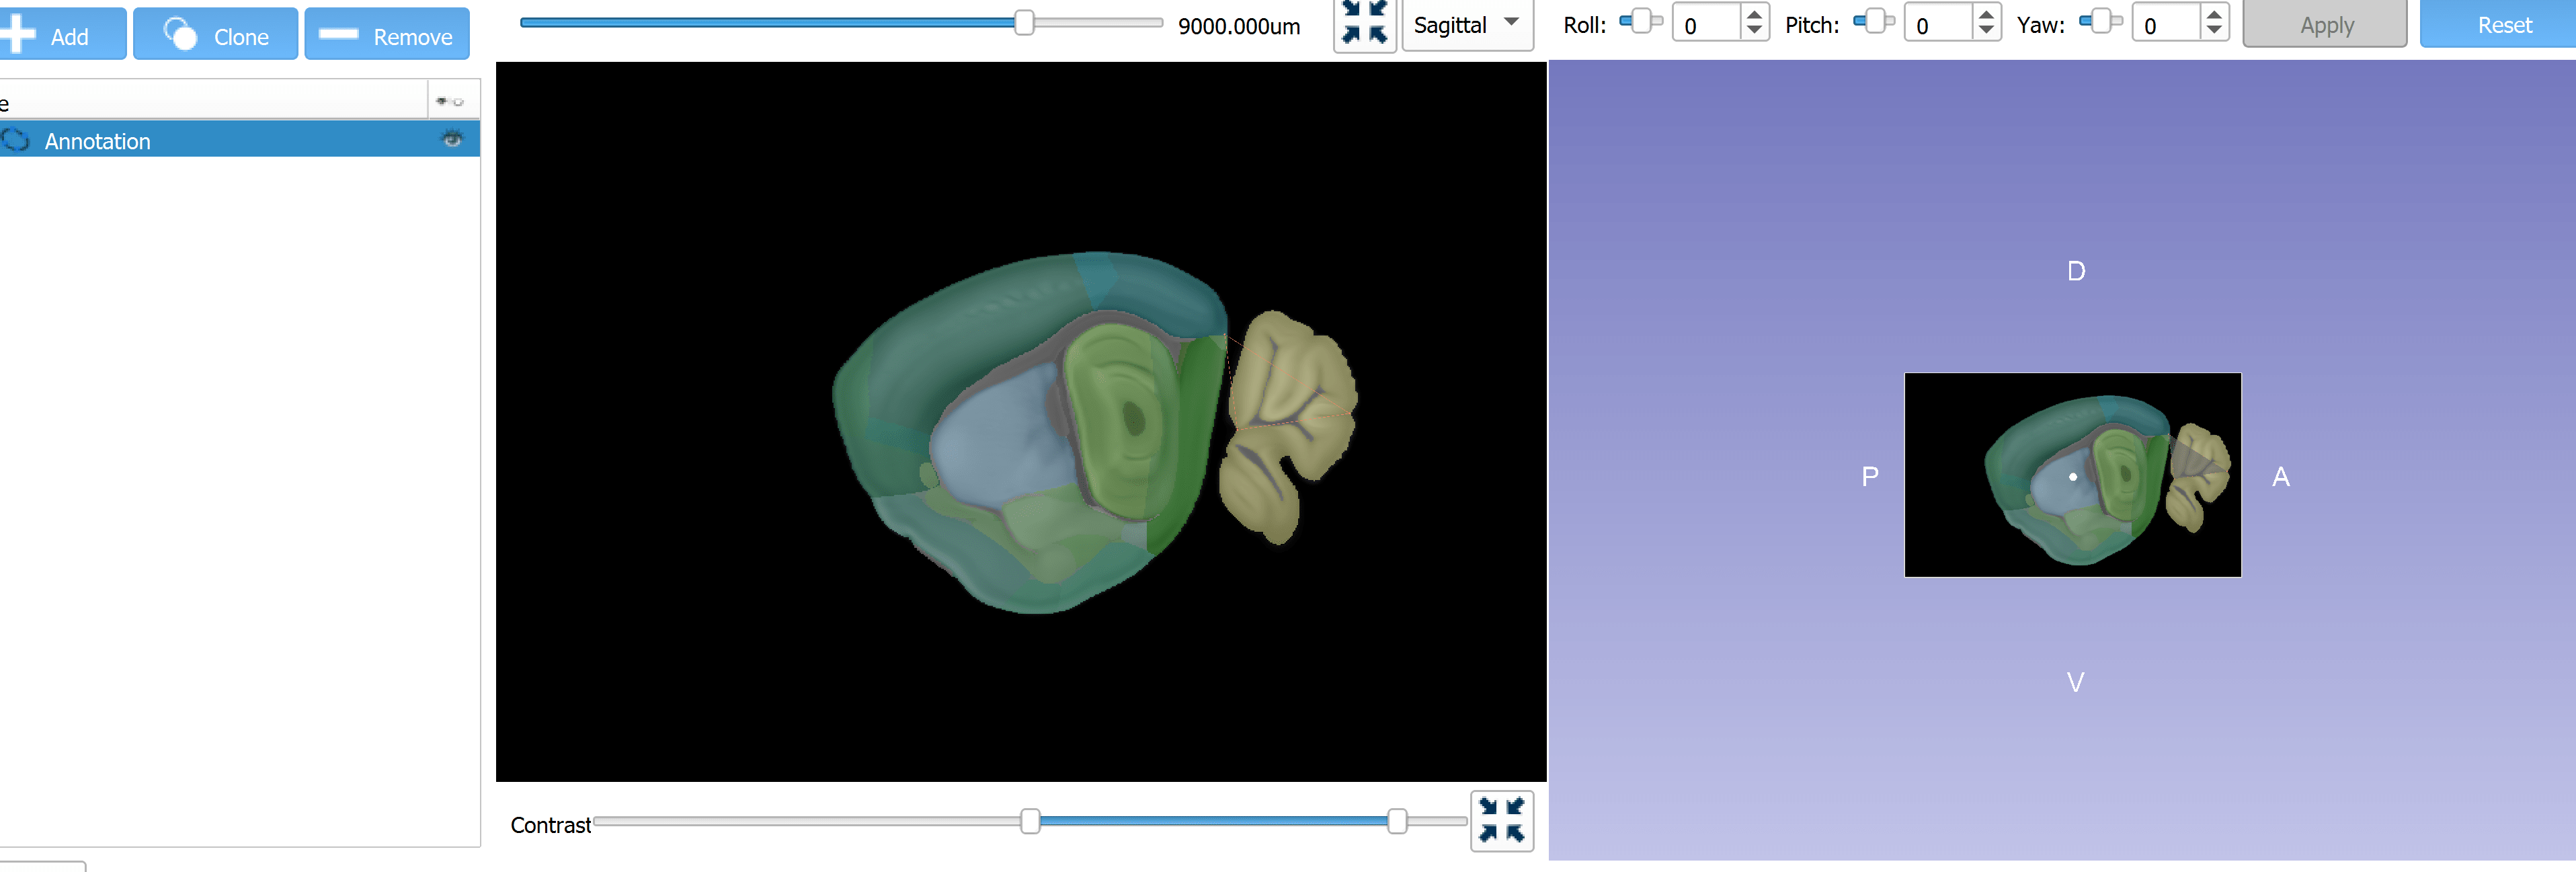 Add Clone Remove 9000.000um Sagittal Roll: 0 Pitch: 0 Yaw: 0 Apply Reset
e
Annotation
D
P A
V
Contrast